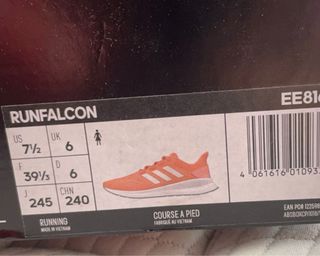 RUNFALCON EE816
US UK
7½ 6
F D
39⅓ 6
J CHN
245 240
RUNNING
MADE IN VIETNAM
COURSE A PIED
FABRIQUE AU VIETNAM
4 061616 01093